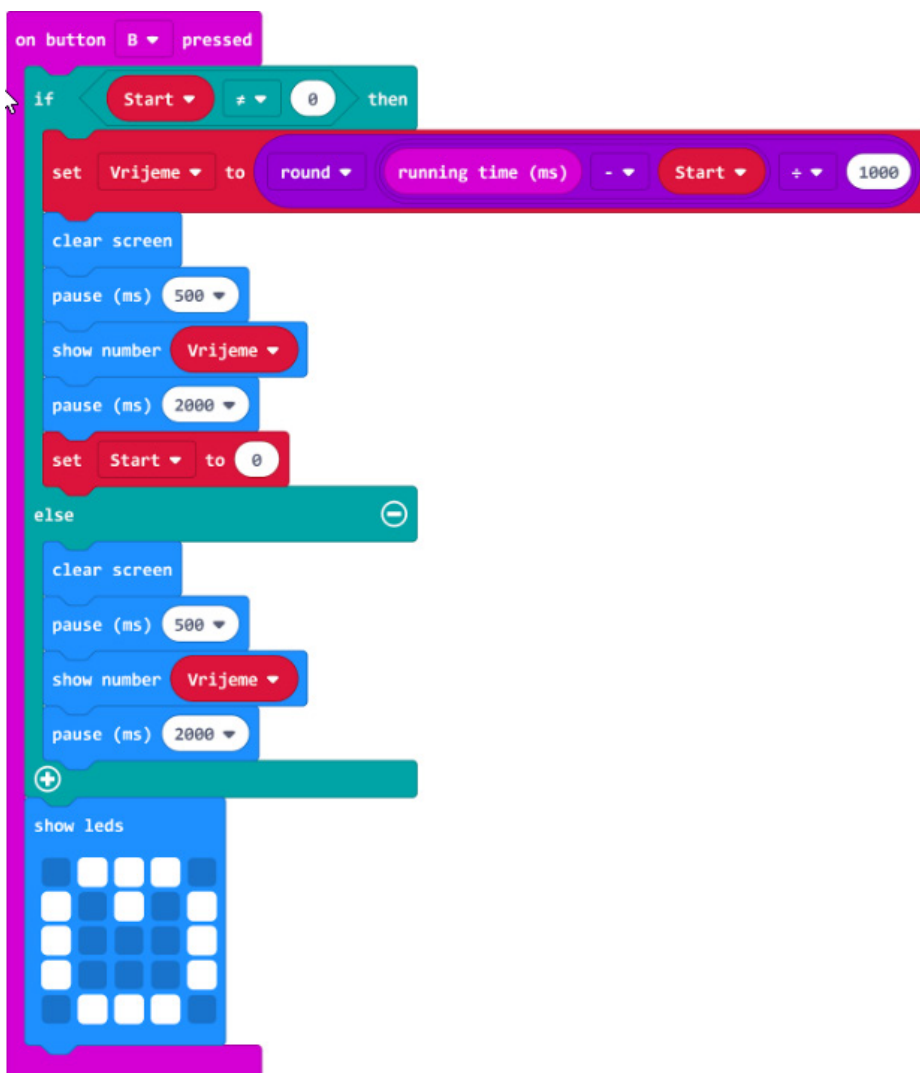 on button B pressed
if Start ≠ 0 then
set Vrijeme to round running time (ms) - Start ÷ 1000
clear screen
pause (ms) 500
show number Vrijeme
pause (ms) 2000
set Start to 0
else
clear screen
pause (ms) 500
show number Vrijeme
pause (ms) 2000
show leds